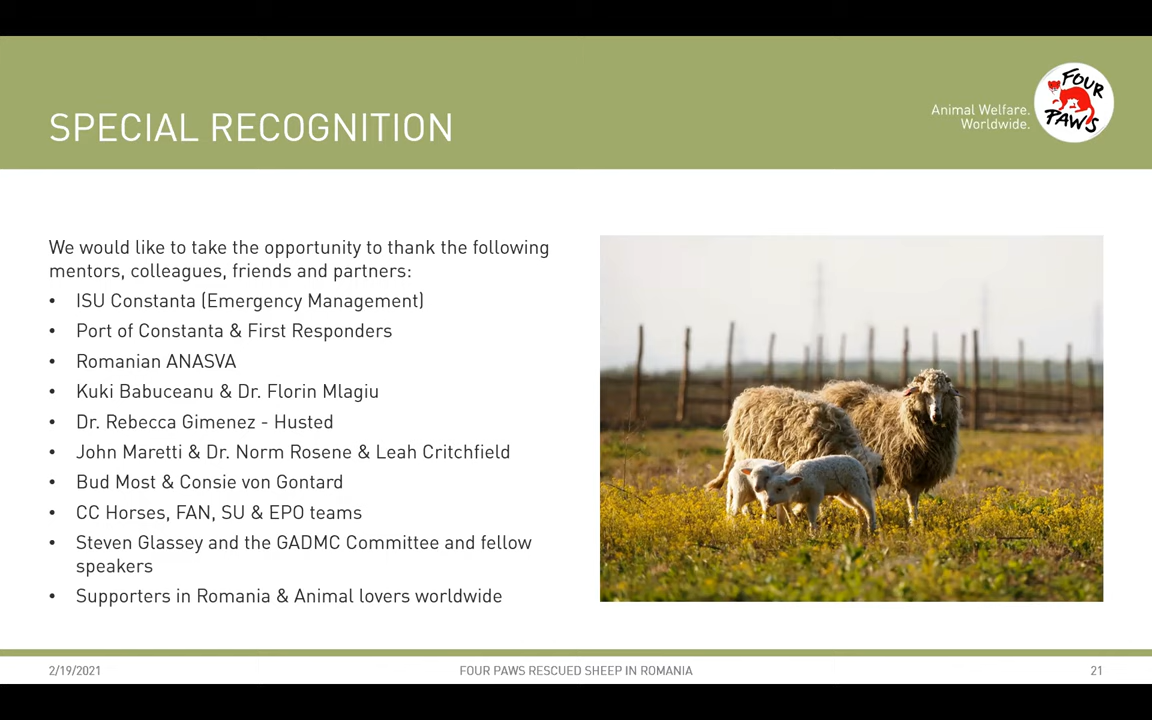 SPECIAL RECOGNITION
Animal Welfare.
Worldwide.
FOUR
PAWS
We would like to take the opportunity to thank the following
mentors, colleagues, friends and partners:
• ISU Constanta (Emergency Management)
• Port of Constanta & First Responders
• Romanian ANASVA
• Kuki Babuceanu & Dr. Florin Mlagiu
• Dr. Rebecca Gimenez - Husted
• John Maretti & Dr. Norm Rosene & Leah Critchfield
• Bud Most & Consie von Gontard
• CC Horses, FAN, SU & EPO teams
• Steven Glassey and the GADMC Committee and fellow
speakers
• Supporters in Romania & Animal lovers worldwide
2/19/2021
FOUR PAWS RESCUED SHEEP IN ROMANIA
21